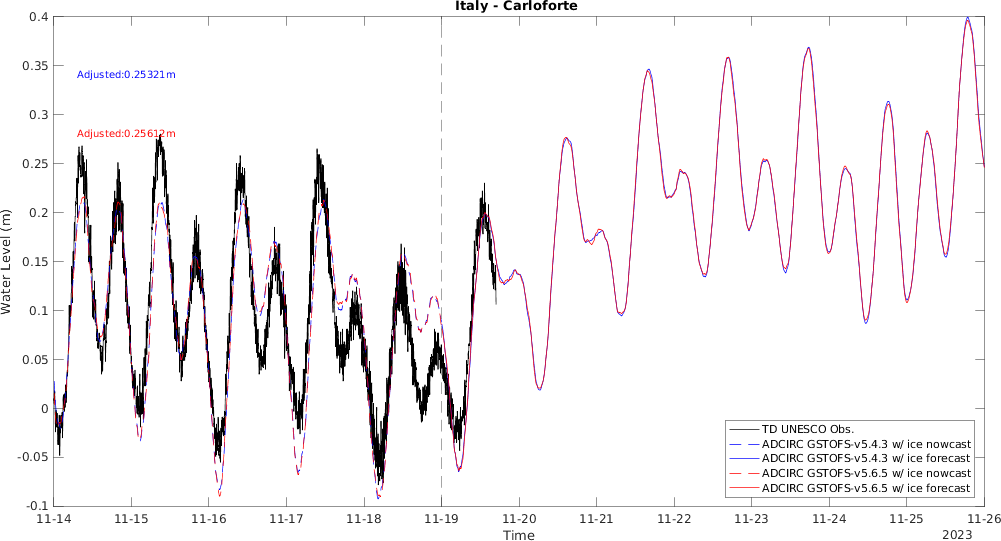 Italy - Carloforte
Water Level (m)
0.4
0.35
0.3
0.25
0.2
0.15
0.1
0.05
0
-0.05
-0.1
Adjusted:0.25321m
Adjusted:0.25612m
TD UNESCO Obs.
ADCIRC GSTOFS-v5.4.3 w/ ice nowcast
ADCIRC GSTOFS-v5.4.3 w/ ice forecast
ADCIRC GSTOFS-v5.6.5 w/ ice nowcast
ADCIRC GSTOFS-v5.6.5 w/ ice forecast
11-14 11-15 11-16 11-17 11-18 11-19 11-20 11-21 11-22 11-23 11-24 11-25 11-26
Time
2023